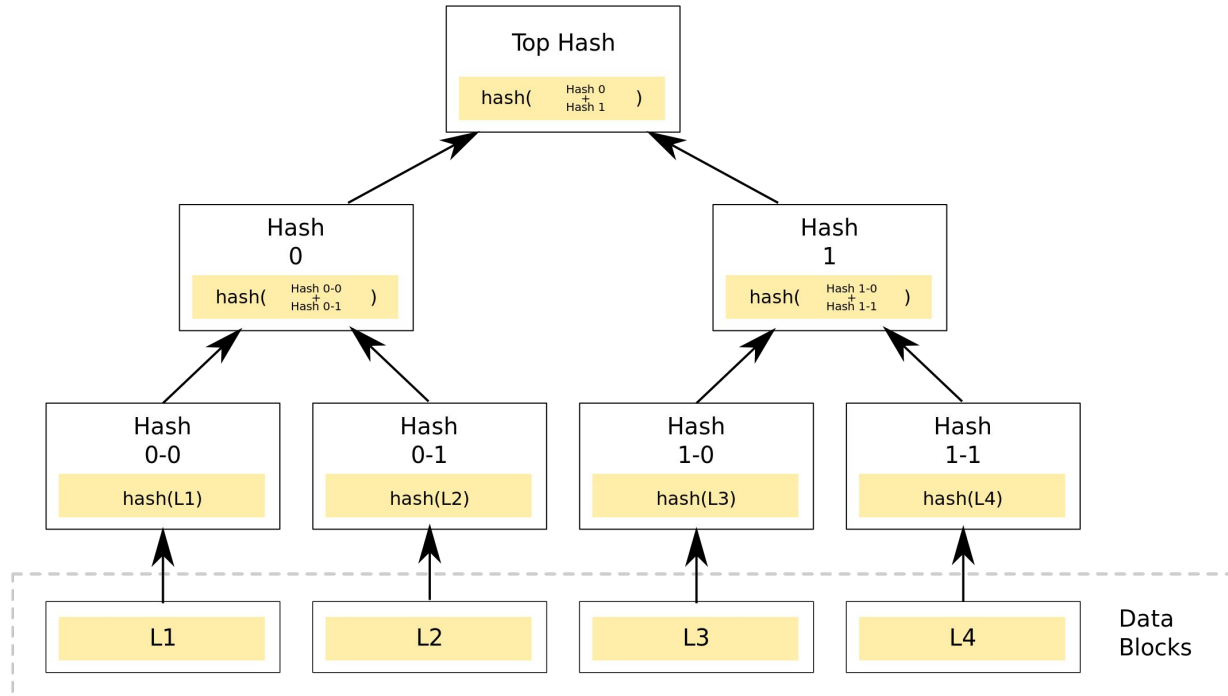 Top Hash
hash( Hash 0 + Hash 1 )
Hash
0
hash( Hash 0-0 + Hash 0-1 )
Hash
1
hash( Hash 1-0 + Hash 1-1 )
Hash
0-0
hash(L1)
Hash
0-1
hash(L2)
Hash
1-0
hash(L3)
Hash
1-1
hash(L4)
L1
L2
L3
L4
Data
Blocks